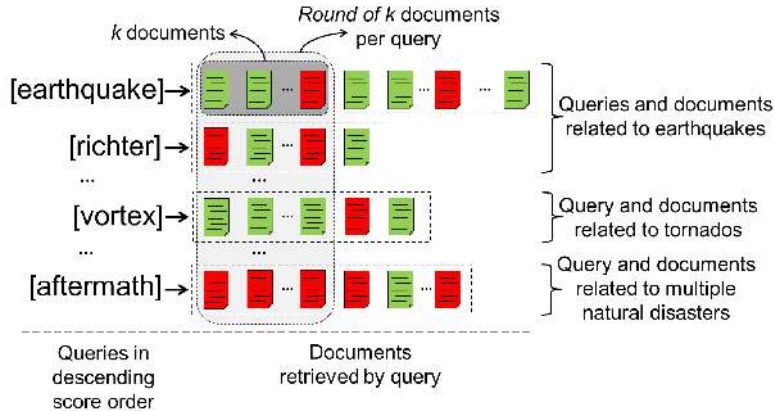 Round of k documents
per query
k documents
[earthquake]
...
...
...
Queries and documents
related to earthquakes
[richter]
...
...
...
[vortex]
...
Query and documents
related to tornados
...
...
[aftermath]
...
...
Query and documents
related to multiple
natural disasters
Queries in
descending
score order
Documents
retrieved by query